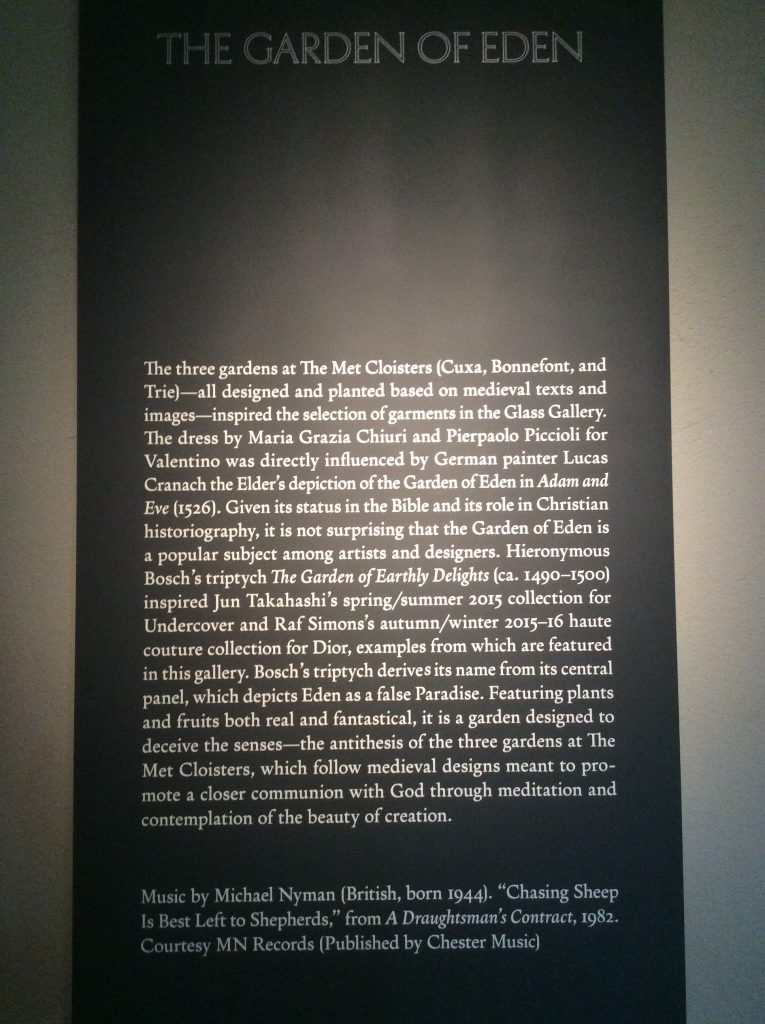 THE GARDEN OF EDEN
The three gardens at The Met Cloisters (Cuxa, Bonnefont, and
Trie)—all designed and planted based on medieval texts and
images—inspired the selection of garments in the Glass Gallery.
The dress by Maria Grazia Chiuri and Pierpaolo Piccioli for
Valentino was directly influenced by German painter Lucas
Cranach the Elder's depiction of the Garden of Eden in Adam and
Eve (1526). Given its status in the Bible and its role in Christian
historiography, it is not surprising that the Garden of Eden is
a popular subject among artists and designers. Hieronymous
Bosch's triptych The Garden of Earthly Delights (ca. 1490–1500)
inspired Jun Takahashi's spring/summer 2015 collection for
Undercover and Raf Simons's autumn/winter 2015–16 haute
couture collection for Dior, examples from which are featured
in this gallery. Bosch's triptych derives its name from its central
panel, which depicts Eden as a false Paradise. Featuring plants
and fruits both real and fantastical, it is a garden designed to
deceive the senses—the antithesis of the three gardens at The
Met Cloisters, which follow medieval designs meant to pro-
mote a closer communion with God through meditation and
contemplation of the beauty of creation.
Music by Michael Nyman (British, born 1944). "Chasing Sheep
Is Best Left to Shepherds," from A Draughtsman's Contract, 1982.
Courtesy MN Records (Published by Chester Music)